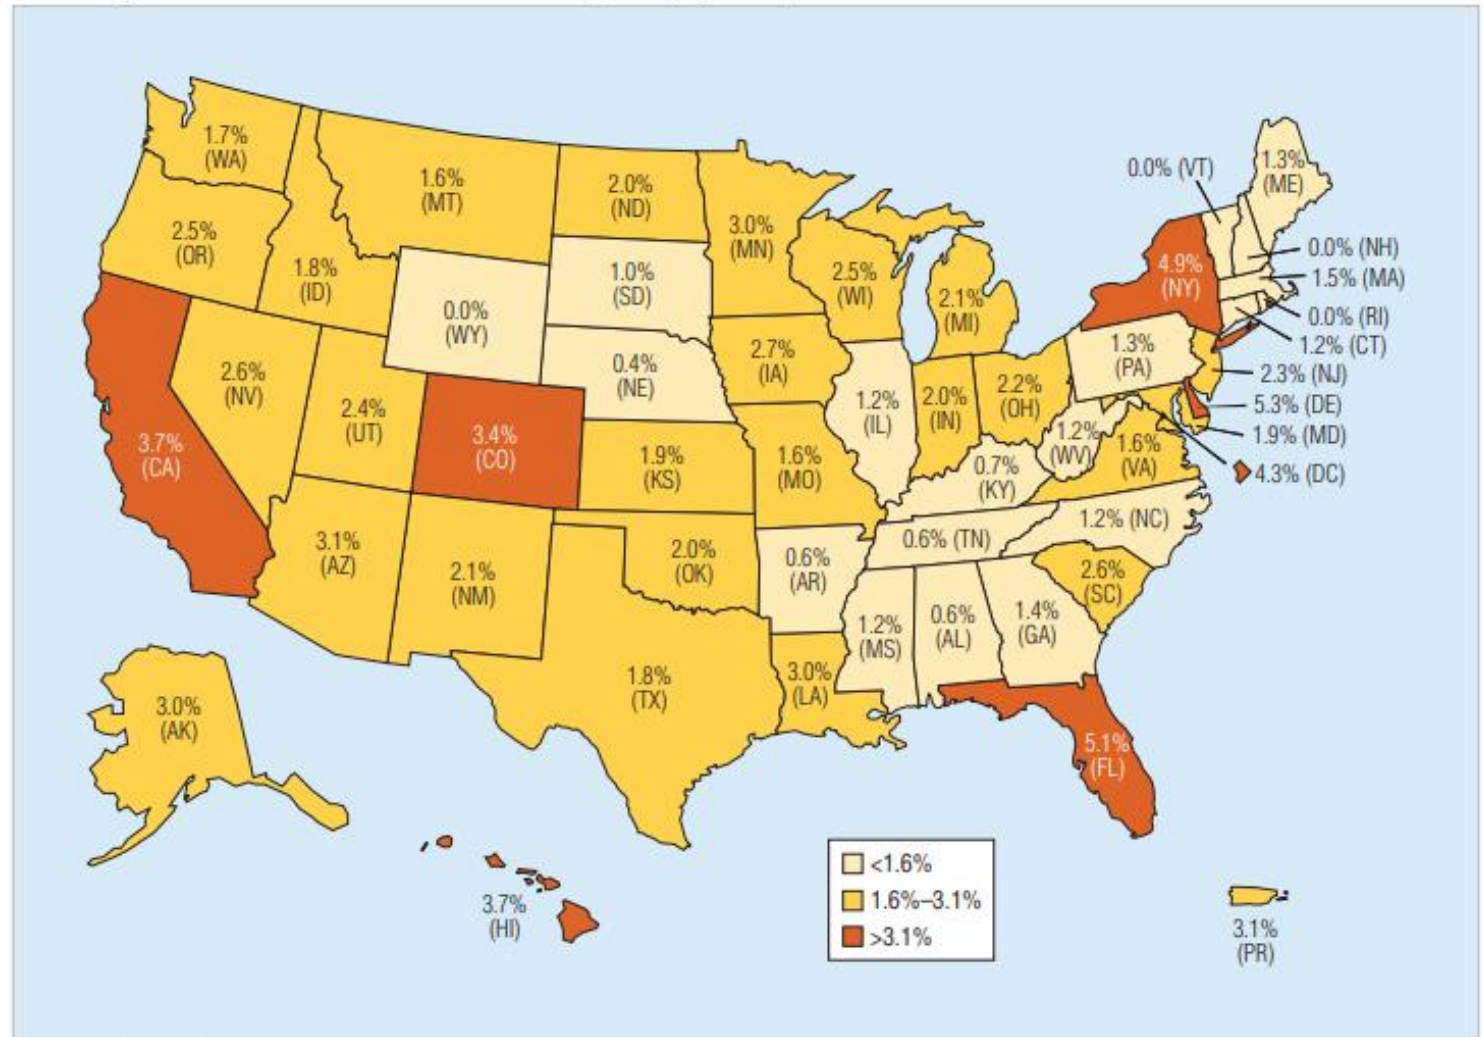 1.7%
(WA)
1.6%
(MT)
2.0%
(ND)
3.0%
(MN)
0.0% (VT)
1.3%
(ME)
2.5%
(OR)
1.8%
(ID)
1.0%
(SD)
2.5%
(WI)
2.1%
(MI)
4.9%
(NY)
0.0% (NH)
1.5% (MA)
0.0% (RI)
1.2% (CT)
0.0%
(WY)
0.4%
(NE)
2.7%
(IA)
1.3%
(PA)
2.3% (NJ)
5.3% (DE)
1.9% (MD)
4.3% (DC)
3.7%
(CA)
2.6%
(NV)
2.4%
(UT)
3.4%
(CO)
1.9%
(KS)
1.6%
(MO)
1.2%
(IL)
2.0%
(IN)
2.2%
(OH)
1.2%
(WV)
1.6%
(VA)
0.7%
(KY)
3.1%
(AZ)
2.1%
(NM)
2.0%
(OK)
0.6%
(AR)
0.6% (TN)
1.2% (NC)
2.6%
(SC)
1.8%
(TX)
3.0%
(LA)
1.2%
(MS)
0.6%
(AL)
1.4%
(GA)
5.1%
(FL)
3.0%
(AK)
3.7%
(HI)
<1.6%
1.6%–3.1%
>3.1%
3.1%
(PR)